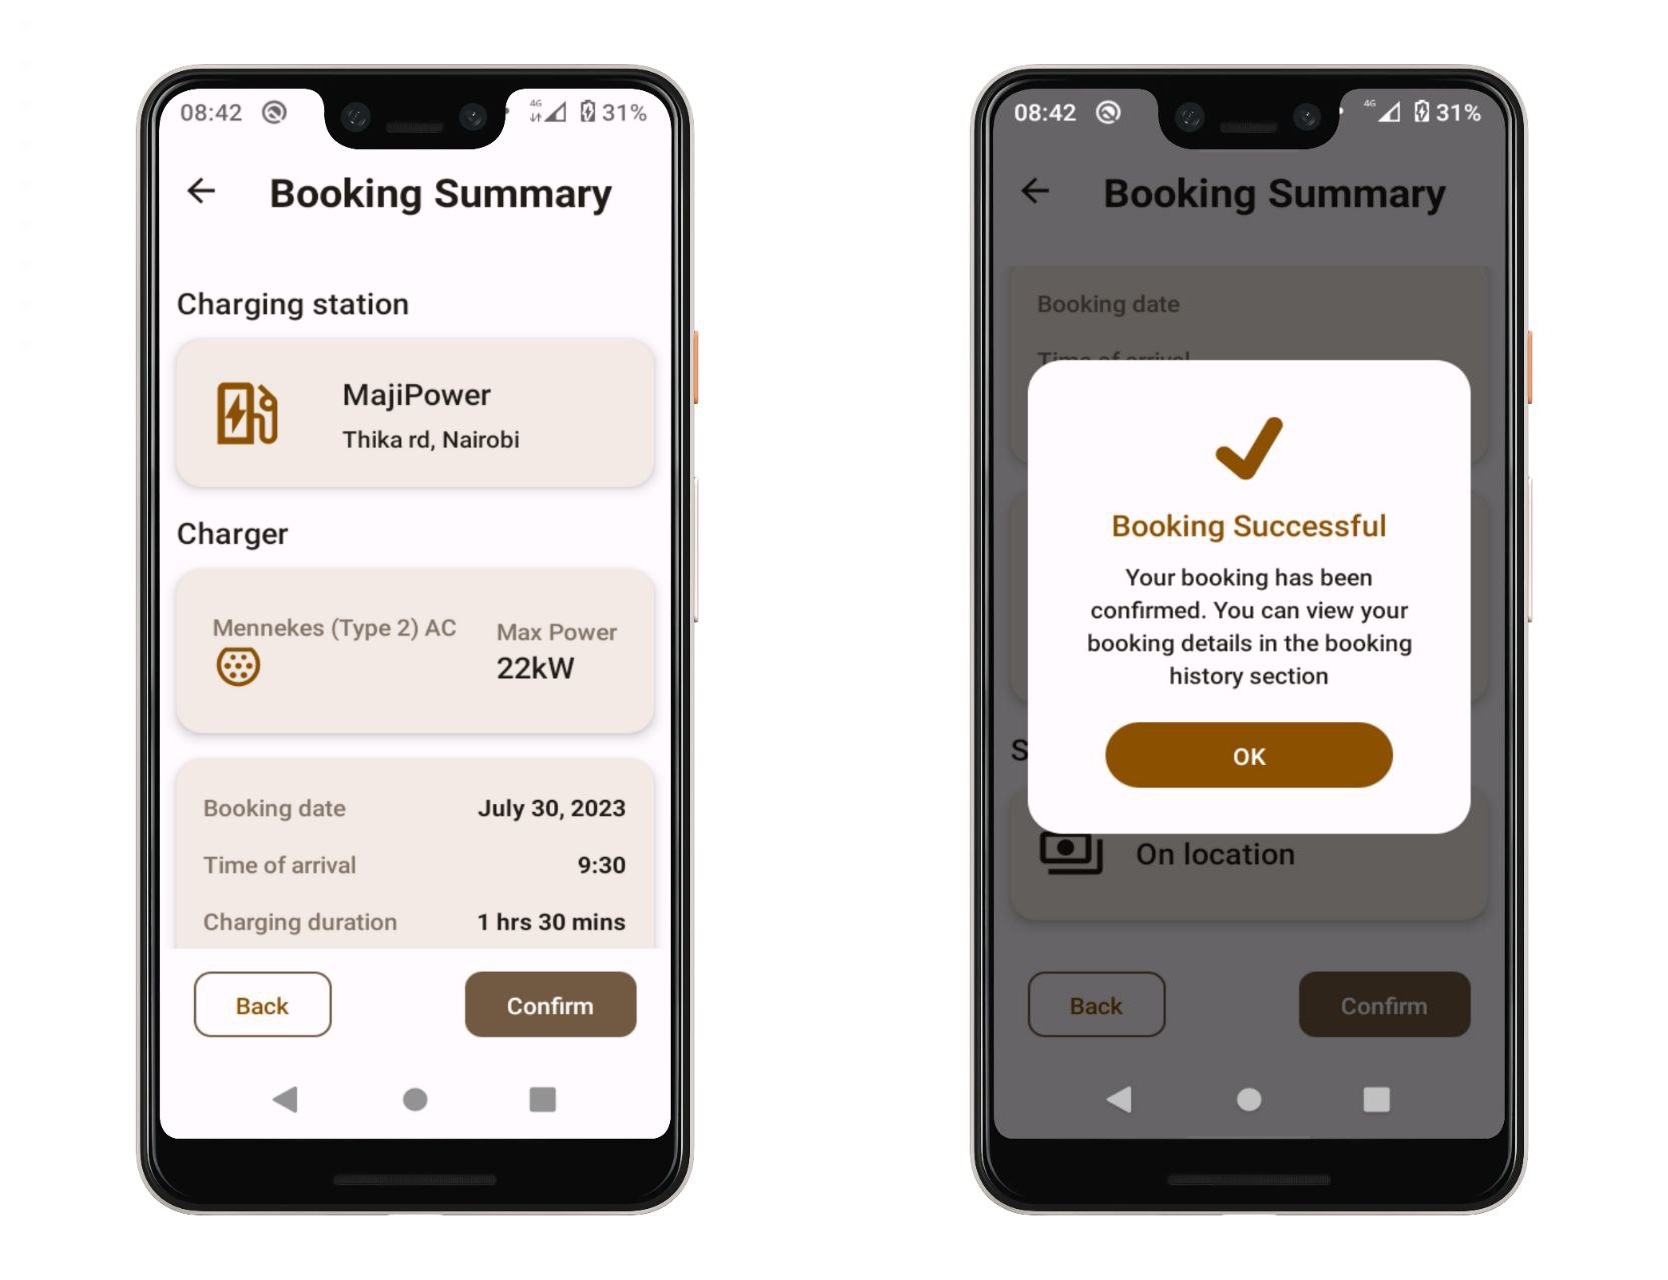 08:42
4G
31%
Booking Summary
Charging station
MajiPower
Thika rd, Nairobi
Charger
Mennekes (Type 2) AC
Max Power
22kW
Booking date
July 30, 2023
Time of arrival
9:30
Charging duration
1 hrs 30 mins
Back
Confirm
08:42
4G
31%
Booking Summary
Booking date
Time of arrival
Booking Successful
Your booking has been
confirmed. You can view your
booking details in the booking
history section
OK
S
On location
Back
Confirm